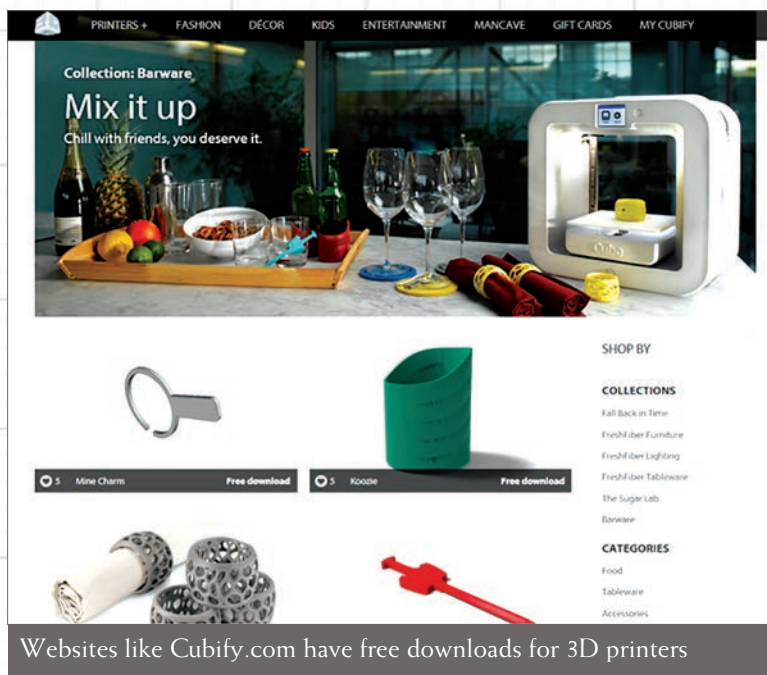 PRINTERS + FASHION DÉCOR KIDS ENTERTAINMENT MANCAVE GIFT CARDS MY CUBIFY
Collection: Barware
Mix it up
Chill with friends, you deserve it.
Cube
5 Mine Charm Free download
5 Koozie Free download
SHOP BY
COLLECTIONS
Fall Back in Time
FreshFiber Furniture
FreshFiber Lighting
FreshFiber Tableware
The Sugar Lab
Barware
CATEGORIES
Food
Tableware
Accessories
Websites like Cubify.com have free downloads for 3D printers